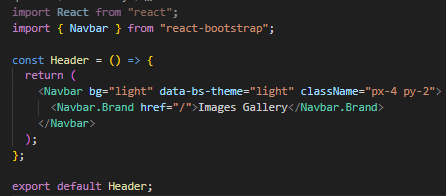 import React from "react";
import { Navbar } from "react-bootstrap";
const Header = () => {
  return (
    <Navbar bg="light" data-bs-theme="light" className="px-4 py-2">
      <Navbar.Brand href="/">Images Gallery</Navbar.Brand>
    </Navbar>
  );
};
export default Header;